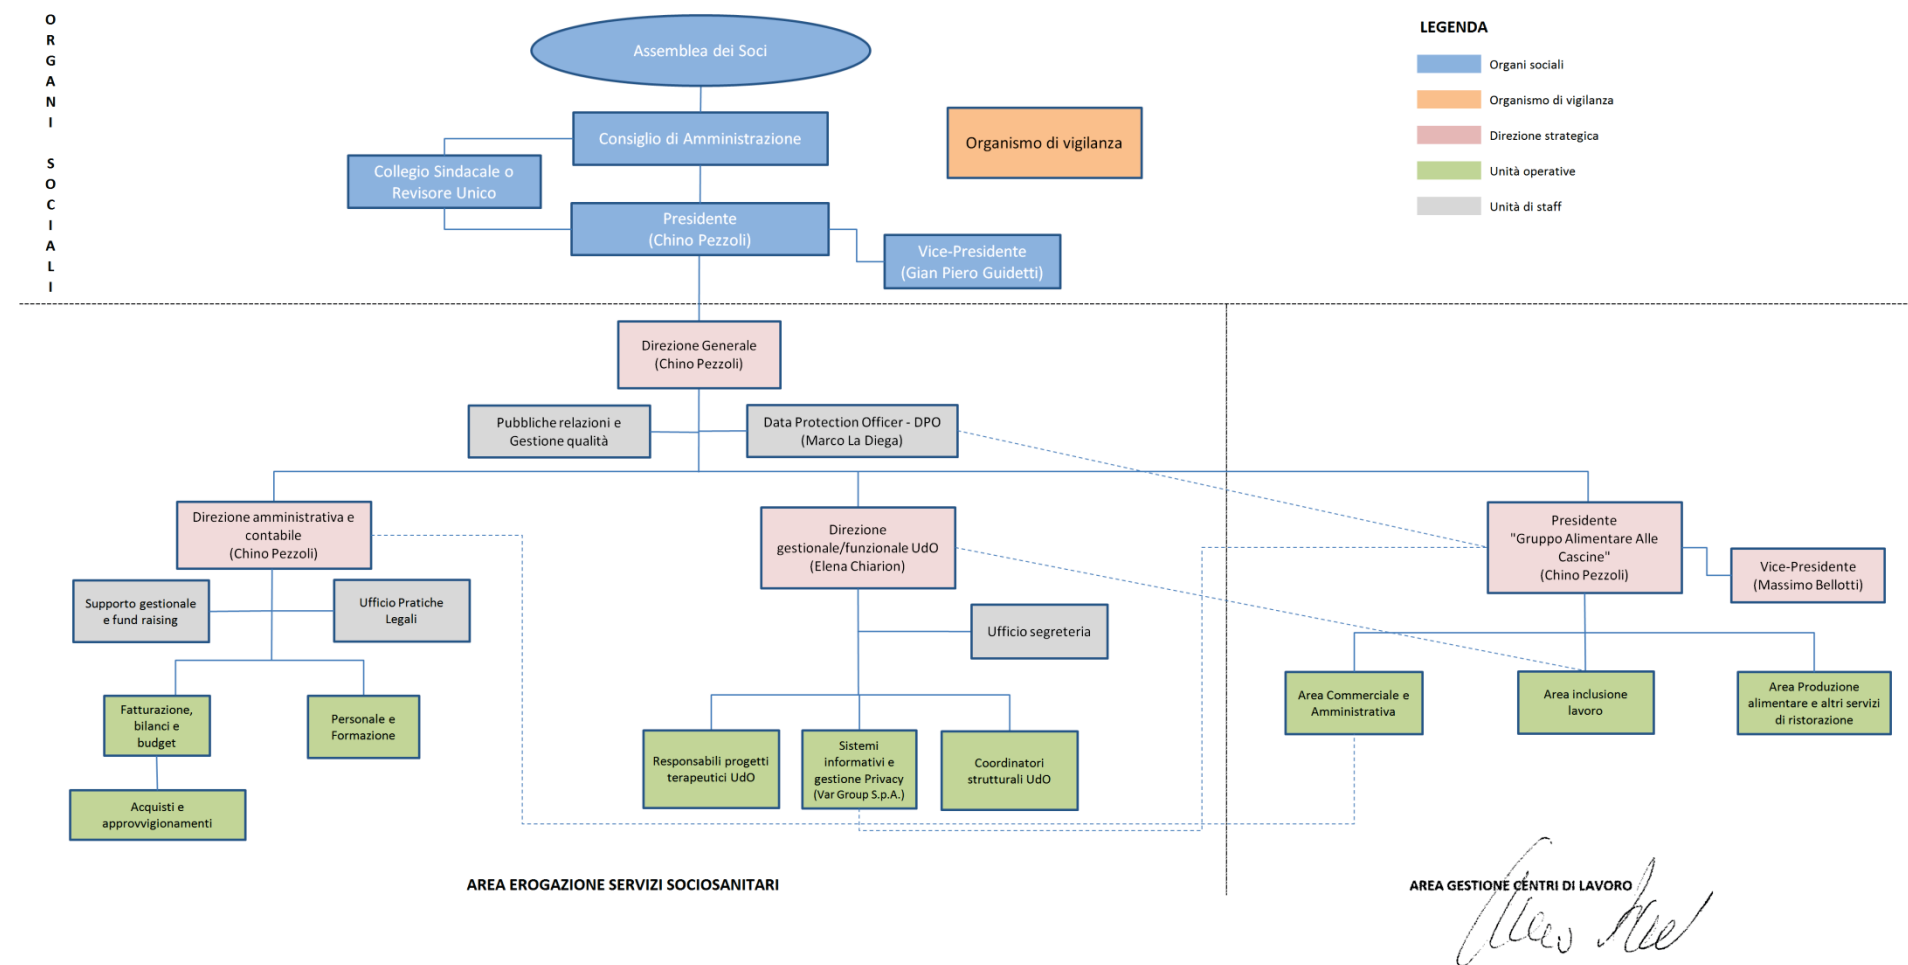 ORGANI SOCIALI
Assemblea dei Soci
Consiglio di Amministrazione
Organismo di vigilanza
Collegio Sindacale o
Revisore Unico
Presidente
(Chino Pezzoli)
Vice-Presidente
(Gian Piero Guidetti)
LEGENDA
Organi sociali
Organismo di vigilanza
Direzione strategica
Unità operative
Unità di staff
Direzione Generale
(Chino Pezzoli)
Pubbliche relazioni e
Gestione qualità
Data Protection Officer - DPO
(Marco La Diega)
Direzione amministrativa e
contabile
(Chino Pezzoli)
Direzione
gestionale/funzionale UdO
(Elena Chiarion)
Presidente
"Gruppo Alimentare Alle
Cascine"
(Chino Pezzoli)
Vice-Presidente
(Massimo Bellotti)
Supporto gestionale
e fund raising
Ufficio Pratiche
Legali
Ufficio segreteria
Fatturazione,
bilanci e
budget
Personale e
Formazione
Acquisti e
approvvigionamenti
Responsabili progetti
terapeutici UdO
Sistemi
informativi e
gestione Privacy
(Var Group S.p.A.)
Coordinatori
strutturali UdO
Area Commerciale e
Amministrativa
Area inclusione
lavoro
Area Produzione
alimentare e altri servizi
di ristorazione
AREA EROGAZIONE SERVIZI SOCIOSANITARI
AREA GESTIONE CENTRI DI LAVORO